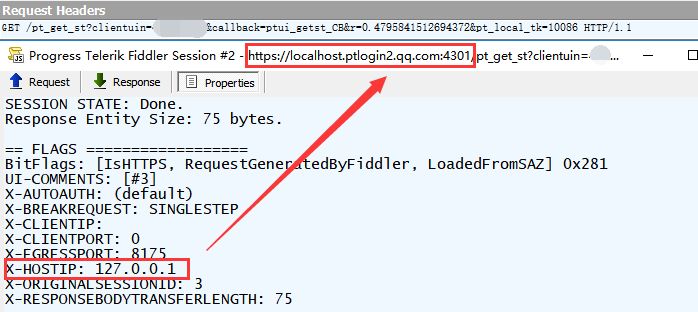 Request Headers
GET /pt_get_st?clientuin= &callback=ptui_getst_CB&r=0.4795841512694372&pt_local_tk=10086 HTTP/1.1
Progress Telerik Fiddler Session #2 - https://localhost.ptlogin2.qq.com:4301/pt_get_st?clientuin=
Request Response Properties
SESSION STATE: Done.
Response Entity Size: 75 bytes.
== FLAGS ==================
BitFlags: [IsHTTPS, RequestGeneratedByFiddler, LoadedFromSAZ] 0x281
UI-COMMENTS: [#3]
X-AUTOAUTH: (default)
X-BREAKREQUEST: SINGLESTEP
X-CLIENTIP:
X-CLIENTPORT: 0
X-EGRESSPORT: 8175
X-HOSTIP: 127.0.0.1
X-ORIGINALSESSIONID: 3
X-RESPONSEBODYTRANSFERLENGTH: 75